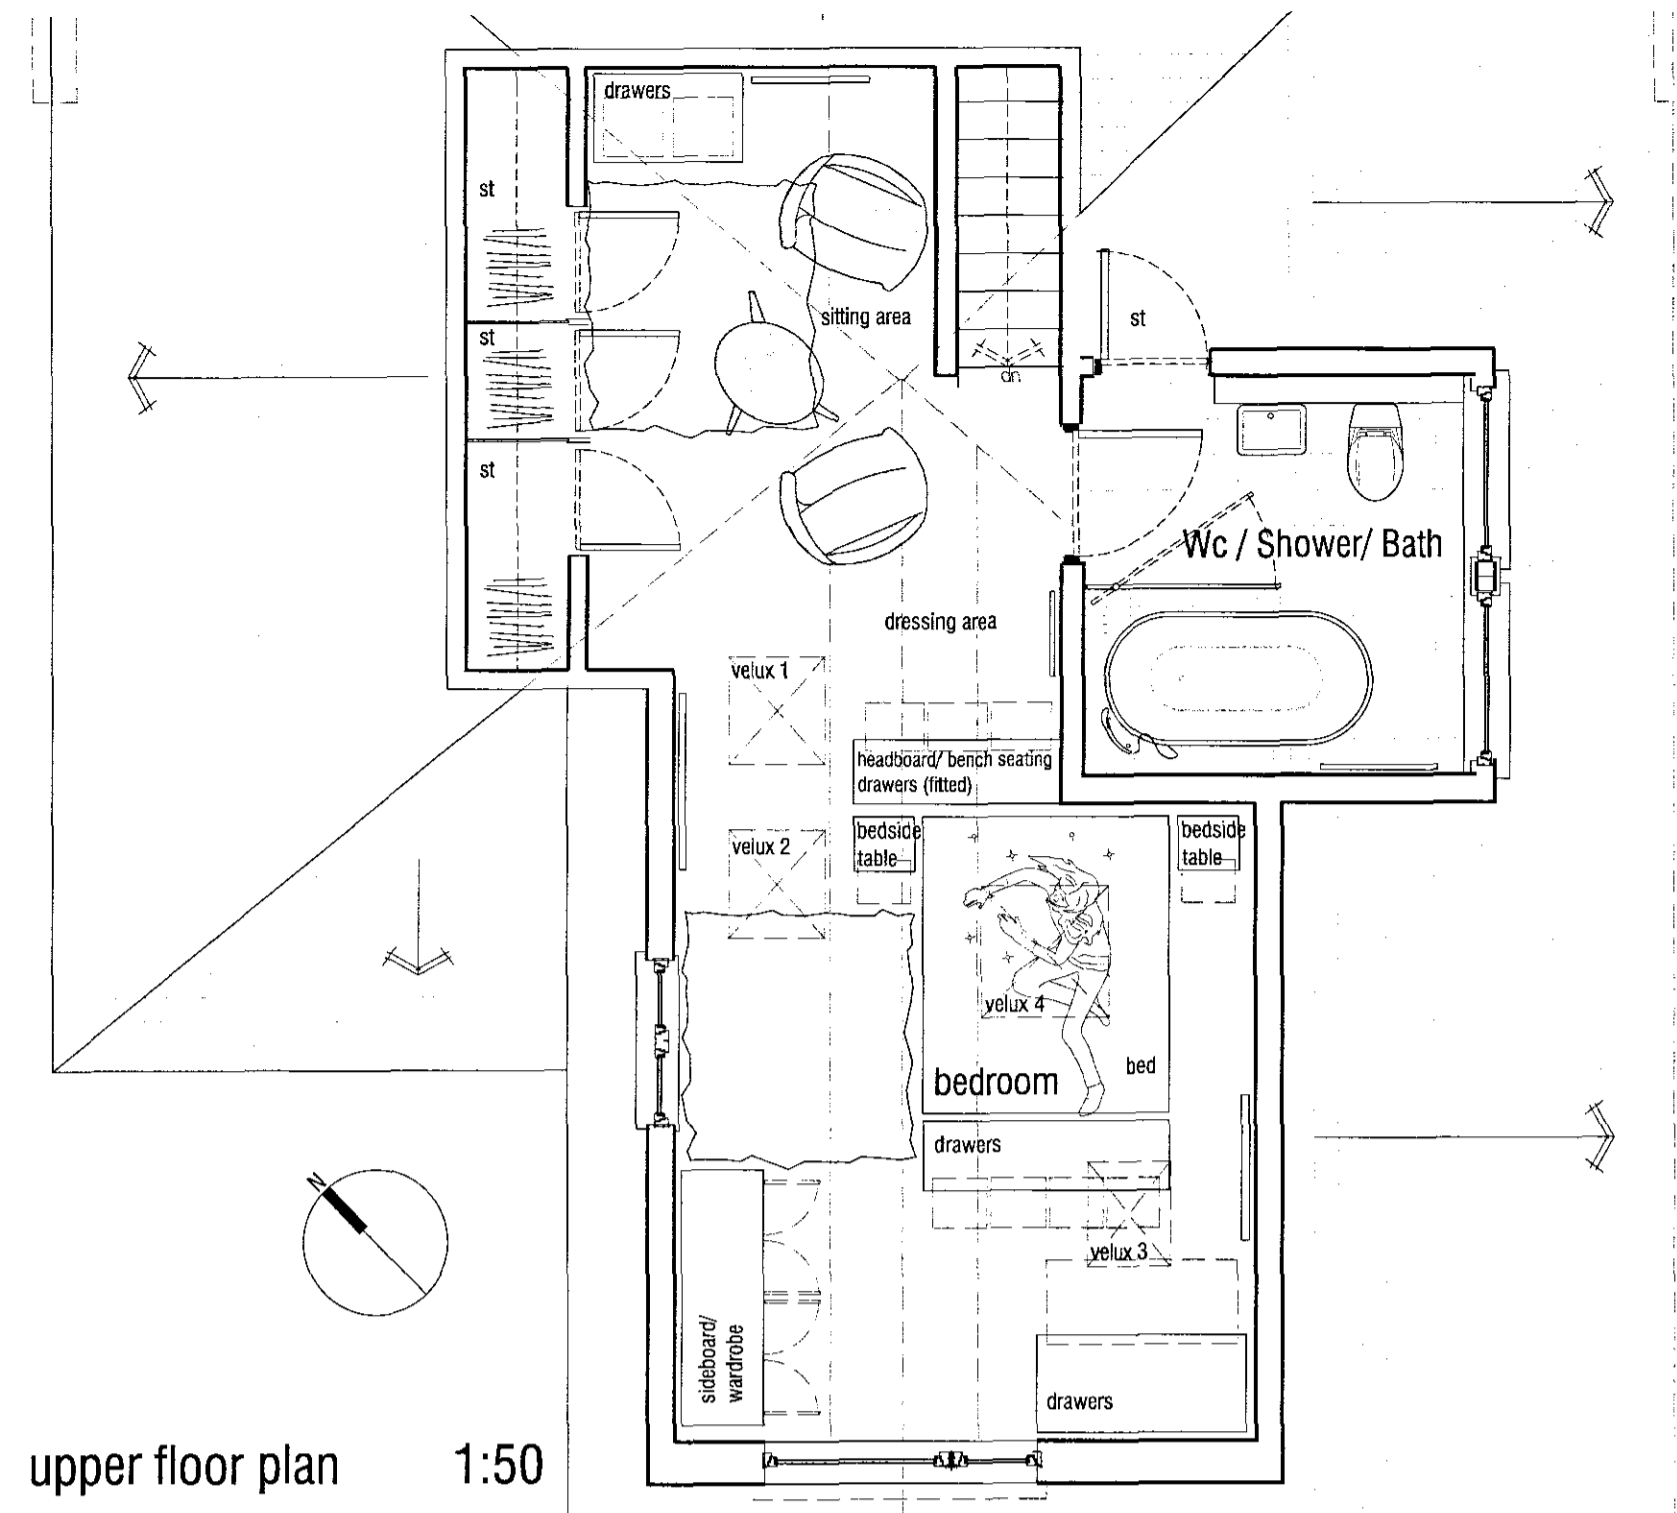 drawers
st
sitting area
st
st
st
dn
Wc / Shower/ Bath
dressing area
velux 1
headboard/ bench seating
drawers (fitted)
velux 2
bedside
table
bedside
table
velux 4
bedroom
bed
drawers
N
velux 3
sideboard/
wardrobe
drawers
upper floor plan 1:50